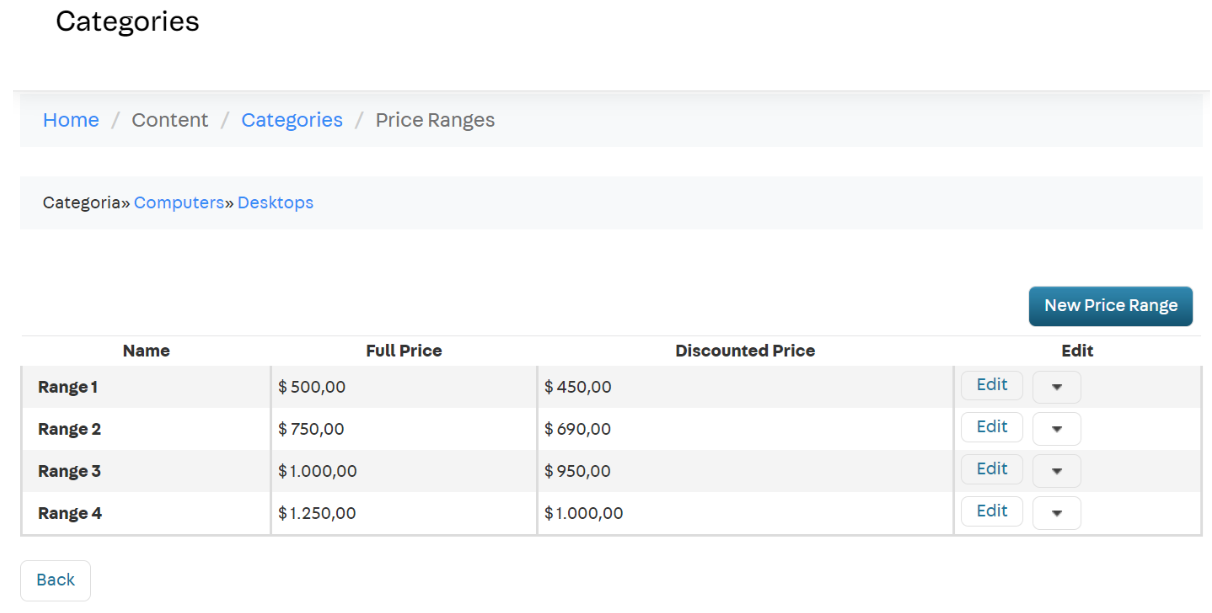 Categories
Home / Content / Categories / Price Ranges
Categoria» Computers» Desktops
New Price Range
Name Full Price Discounted Price Edit
Range 1 $ 500,00 $ 450,00 Edit
Range 2 $ 750,00 $ 690,00 Edit
Range 3 $ 1.000,00 $ 950,00 Edit
Range 4 $ 1.250,00 $ 1.000,00 Edit
Back